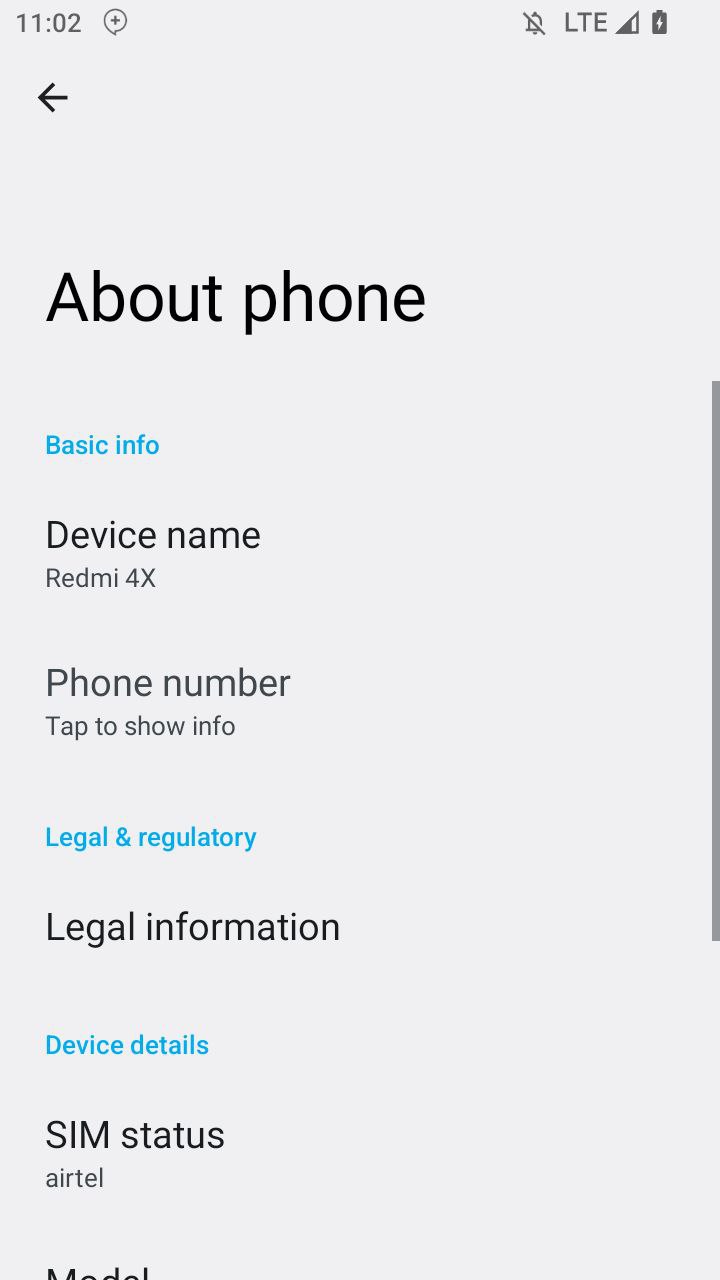 11:02 LTE
About phone
Basic info
Device name
Redmi 4X
Phone number
Tap to show info
Legal & regulatory
Legal information
Device details
SIM status
airtel
Model